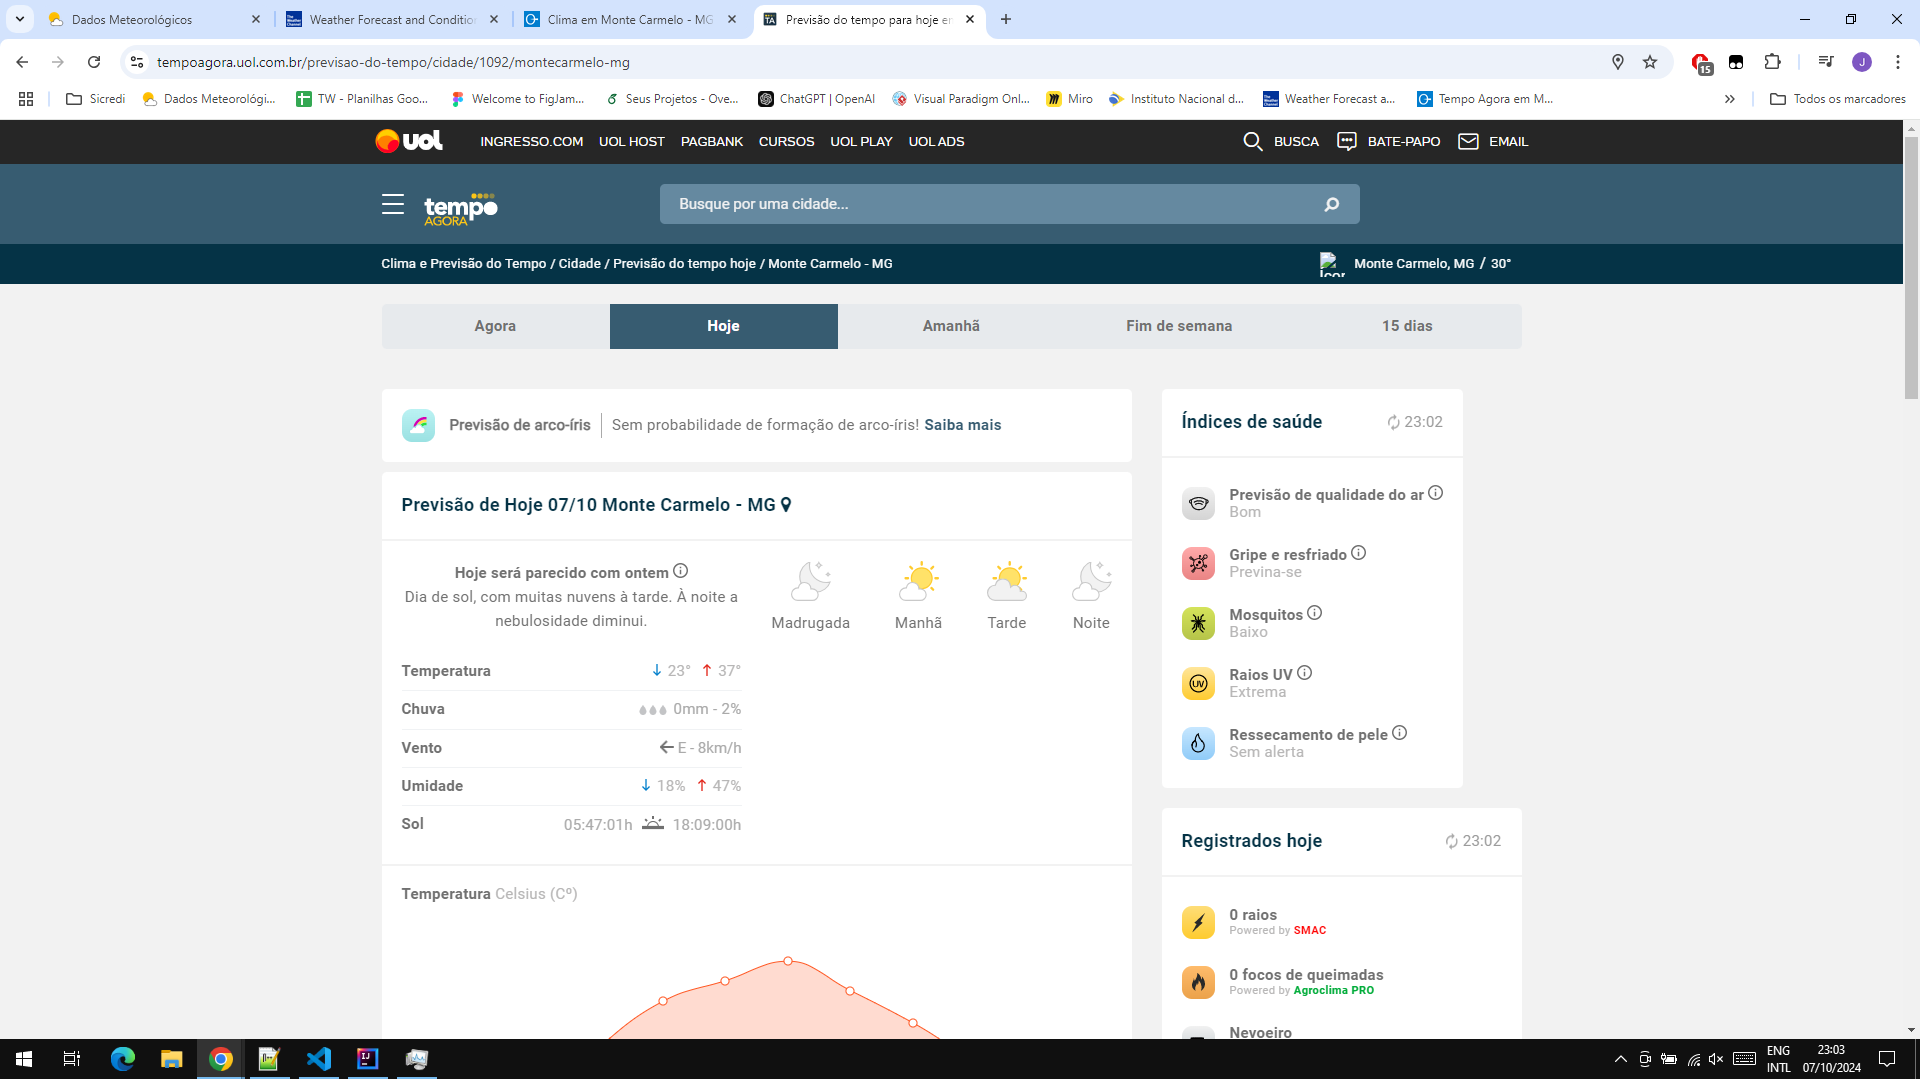 Dados Meteorológicos
Weather Forecast and Conditio
Clima em Monte Carmelo - MG
Previsão do tempo para hoje e
tempoagora.uol.com.br/previsao-do-tempo/cidade/1092/montecarmelo-mg
15
J
Sicredi
Dados Meteorológi...
TW - Planilhas Goo...
Welcome to FigJam...
Seus Projetos - Ove...
ChatGPT | OpenAI
Visual Paradigm Onl...
Miro
Instituto Nacional d...
Weather Forecast a...
Tempo Agora em M...
Todos os marcadores
UOL
INGRESSO.COM
UOL HOST
PAGBANK
CURSOS
UOL PLAY
UOL ADS
BUSCA
BATE-PAPO
EMAIL
tempo
AGORA
Busque por uma cidade...
Clima e Previsão do Tempo / Cidade / Previsão do tempo hoje / Monte Carmelo - MG
Monte Carmelo, MG / 30°
Agora
Hoje
Amanhã
Fim de semana
15 dias
Previsão de arco-íris
Sem probabilidade de formação de arco-íris! Saiba mais
Previsão de Hoje 07/10 Monte Carmelo - MG
Hoje será parecido com ontem
Dia de sol, com muitas nuvens à tarde. À noite a
nebulosidade diminui.
Madrugada
Manhã
Tarde
Noite
Temperatura
23° 37°
Chuva
0mm - 2%
Vento
E - 8km/h
Umidade
18% 47%
Sol
05:47:01h 18:09:00h
Temperatura Celsius (Cº)
Índices de saúde
23:02
Previsão de qualidade do ar
Bom
Gripe e resfriado
Previna-se
Mosquitos
Baixo
UV
Raios UV
Extrema
Ressecamento de pele
Sem alerta
Registrados hoje
23:02
0 raios
Powered by SMAC
0 focos de queimadas
Powered by Agroclima PRO
Nevoeiro
ENG
INTL
23:03
07/10/2024